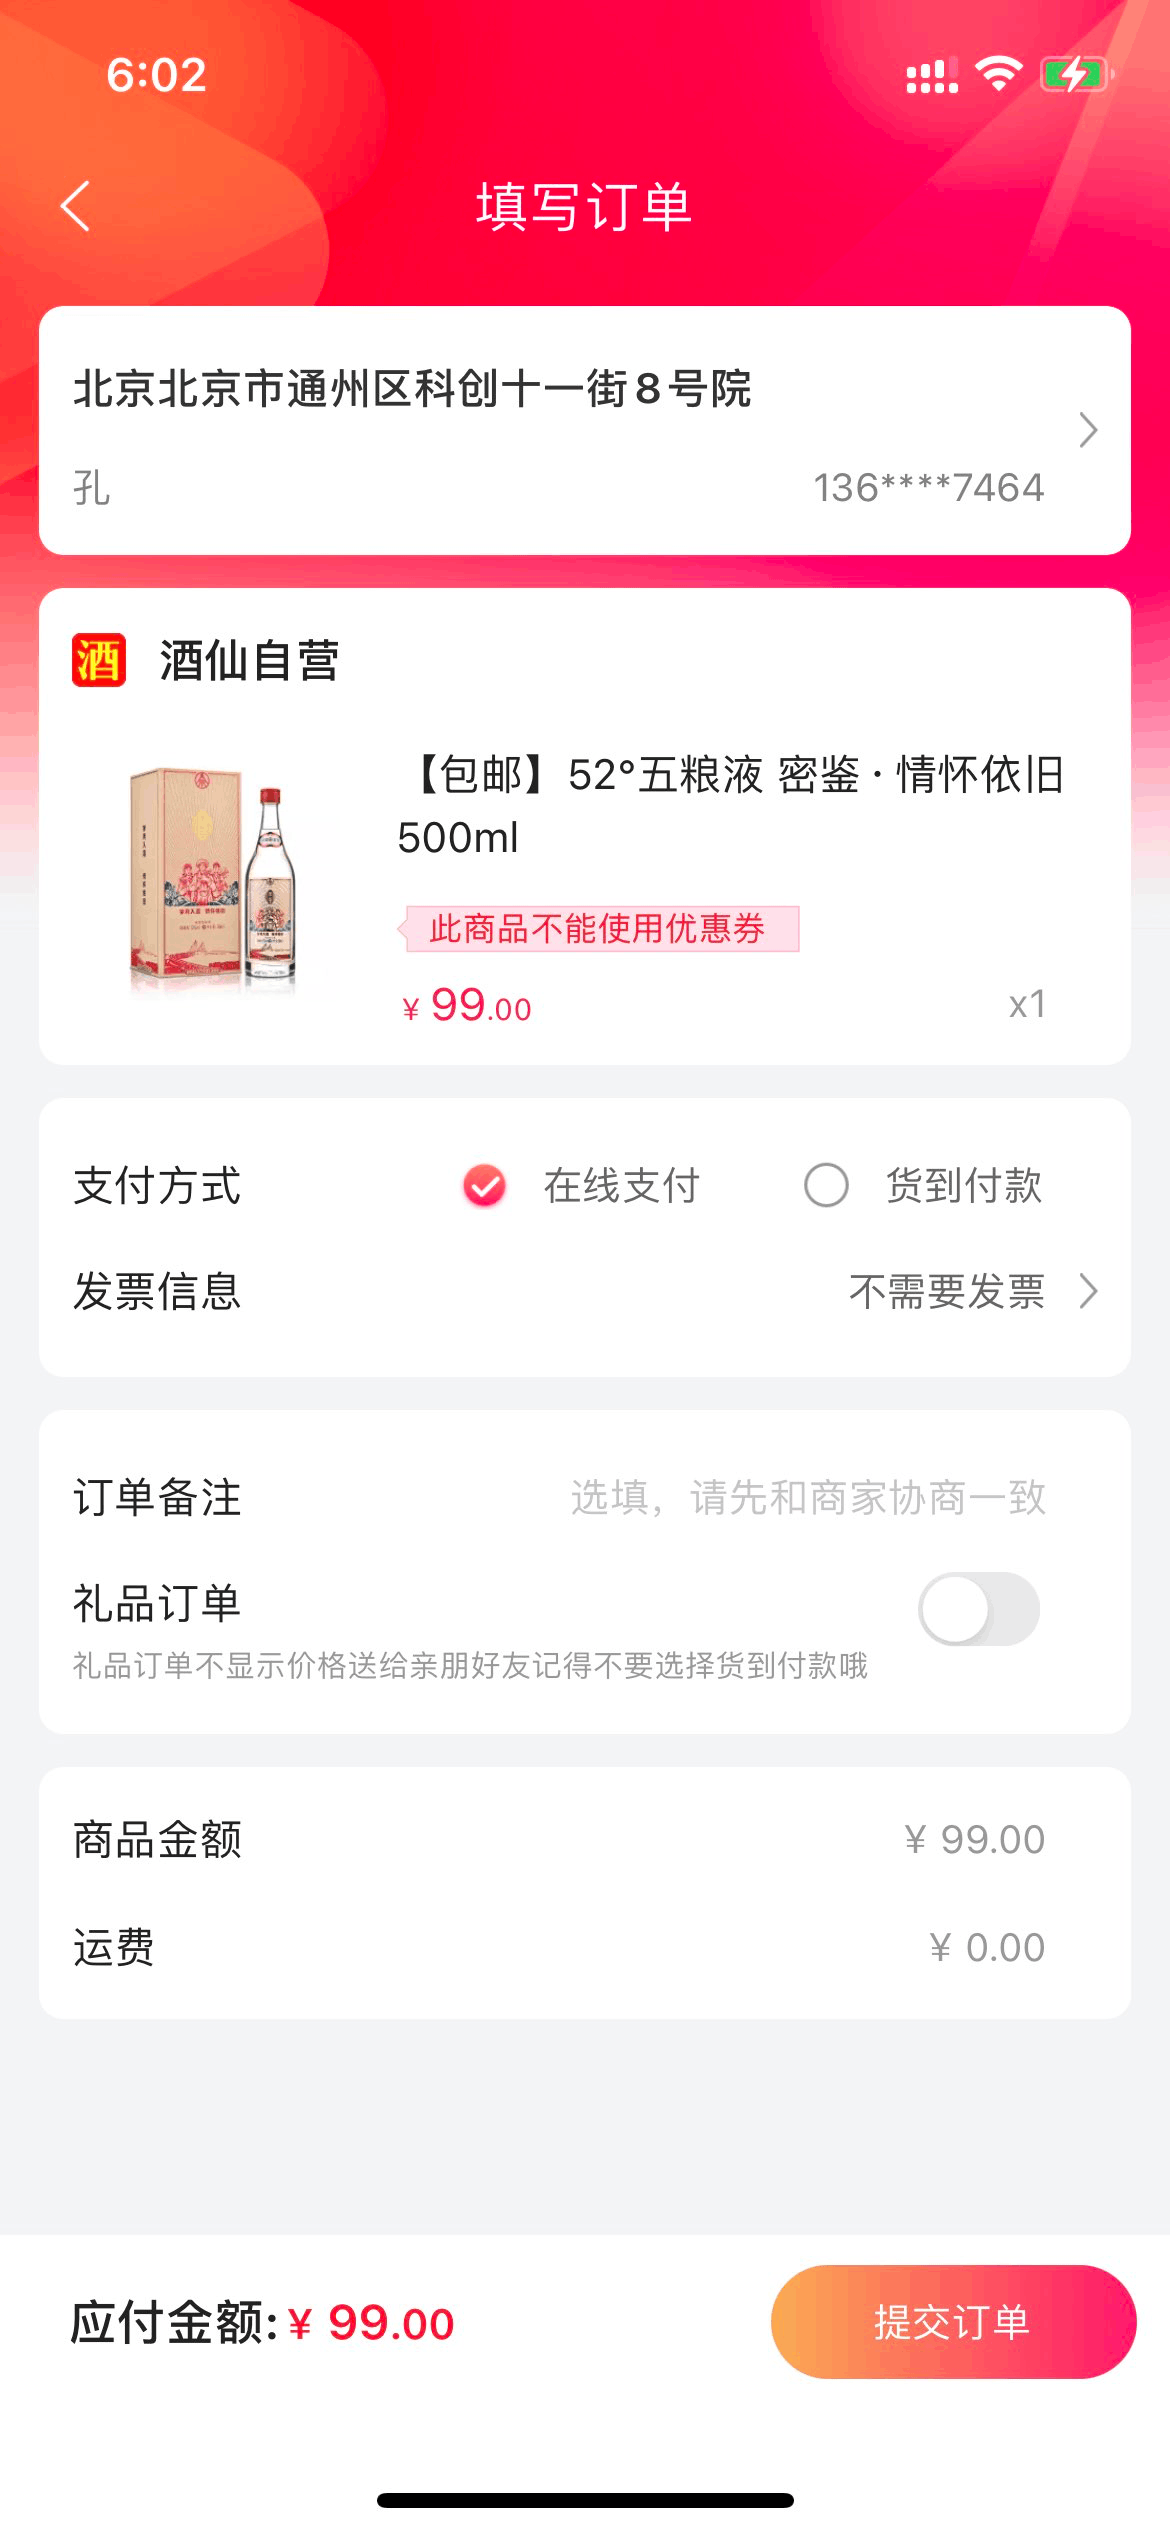 6:02
填写订单
北京北京市通州区科创十一街8号院
孔
136****7464
酒 酒仙自营
【包邮】52°五粮液 密鉴·情怀依旧
500ml
此商品不能使用优惠券
¥ 99.00
x1
支付方式 在线支付 货到付款
发票信息 不需要发票
订单备注 选填，请先和商家协商一致
礼品订单
礼品订单不显示价格送给亲朋好友记得不要选择货到付款哦
商品金额 ¥ 99.00
运费 ¥ 0.00
应付金额: ¥ 99.00
提交订单